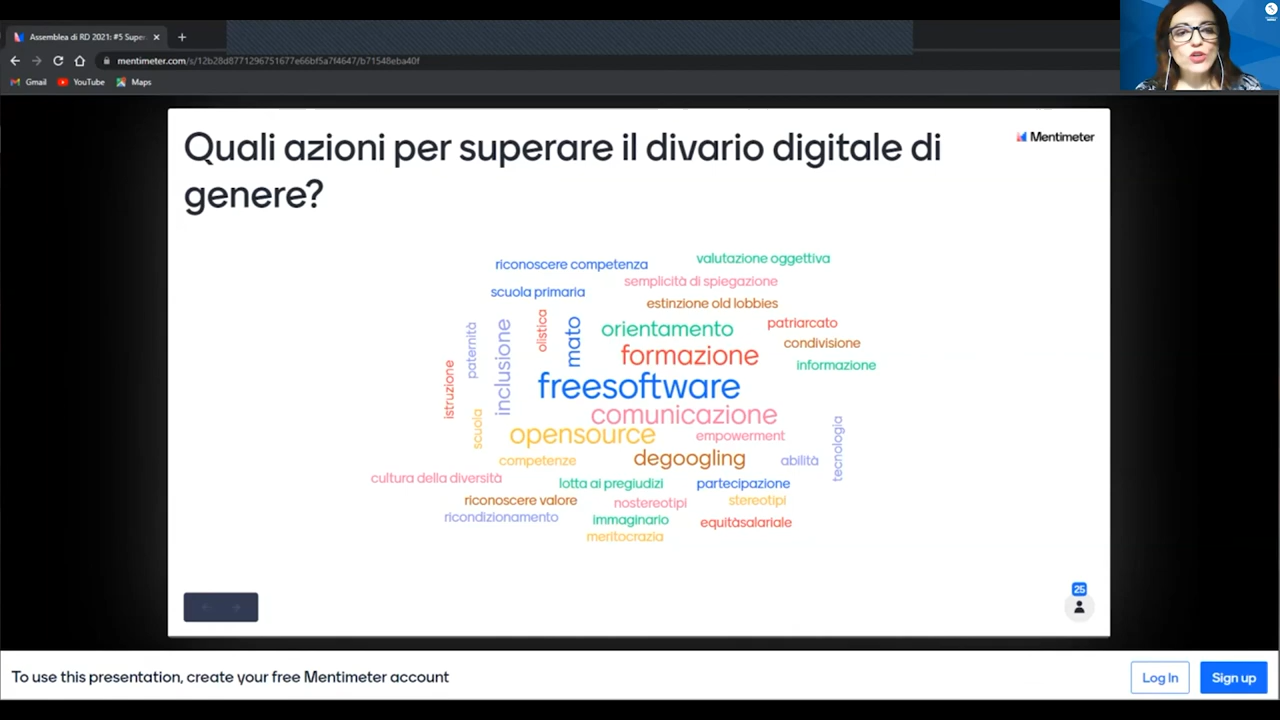 Assemblea di RD 2021: #5 Super
mentimeter.com/s/12b28d8771296751677e66bf5a7f4647/b71548eba40f
Gmail YouTube Maps
Quali azioni per superare il divario digitale di
genere?
Mentimeter
valutazione oggettiva
riconoscere competenza
semplicità di spiegazione
scuola primaria
estinzione old lobbies
olistica
mato
paternità
inclusione
orientamento
patriarcato
condivisione
formazione
informazione
istruzione
freesoftware
scuola
comunicazione
opensource
empowerment
tecnologia
competenze
degoogling
abilità
cultura della diversità
lotta ai pregiudizi
partecipazione
riconoscere valore
nostereotipi
stereotipi
ricondizionamento
immaginario
equitàsalariale
meritocrazia
25
To use this presentation, create your free Mentimeter account
Log In
Sign up